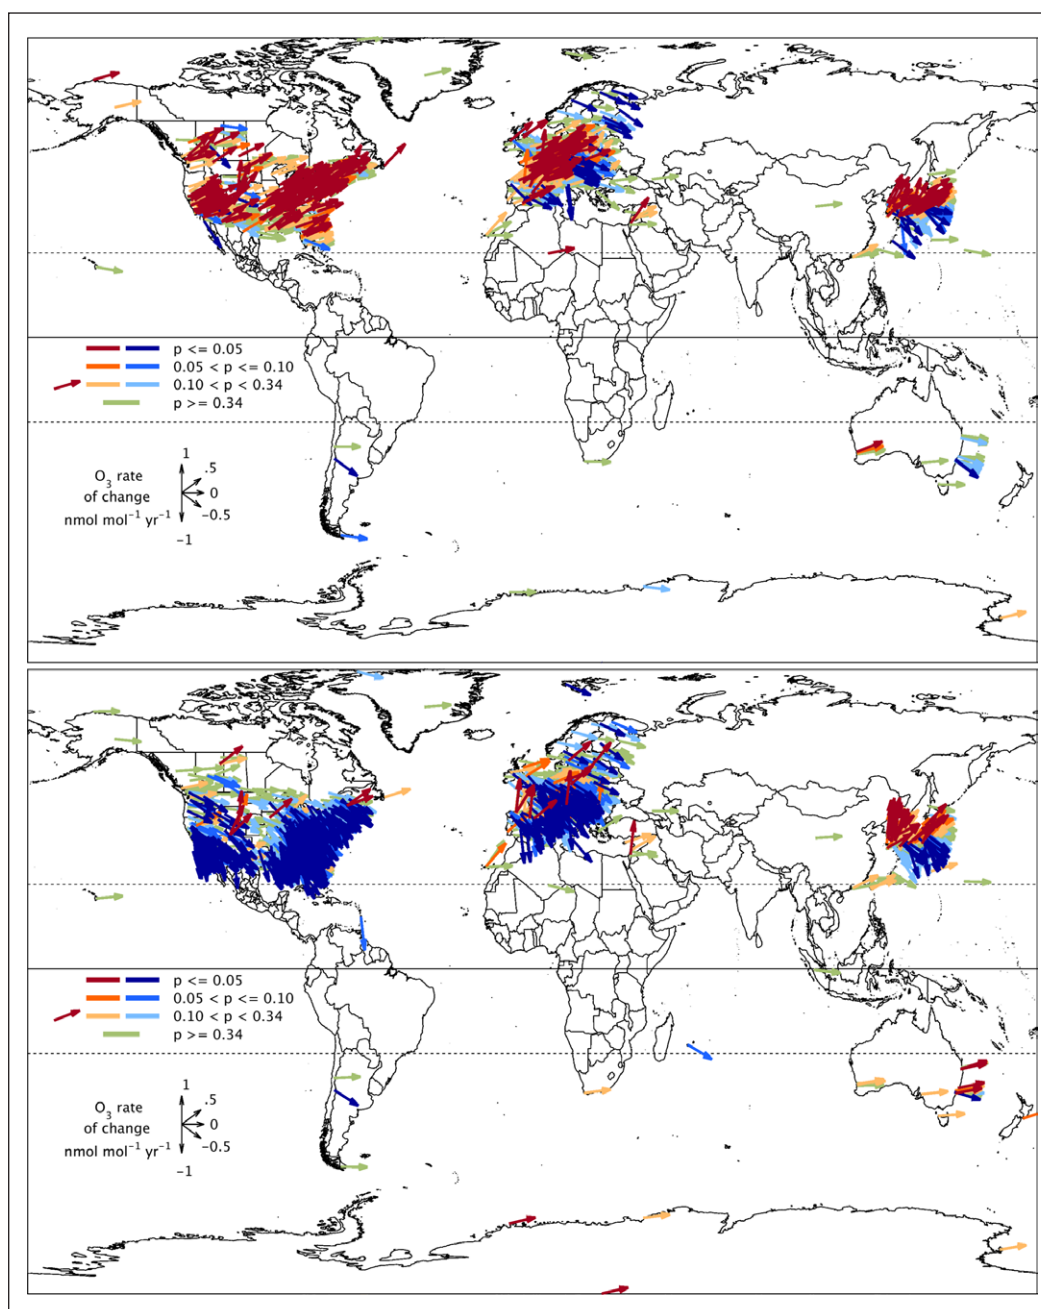 p <= 0.05
0.05 < p <= 0.10
0.10 < p < 0.34
p >= 0.34
1
.5
O₃ rate
of change
0
nmol mol⁻¹ yr⁻¹
−0.5
−1
p <= 0.05
0.05 < p <= 0.10
0.10 < p < 0.34
p >= 0.34
1
.5
O₃ rate
of change
0
nmol mol⁻¹ yr⁻¹
−0.5
−1